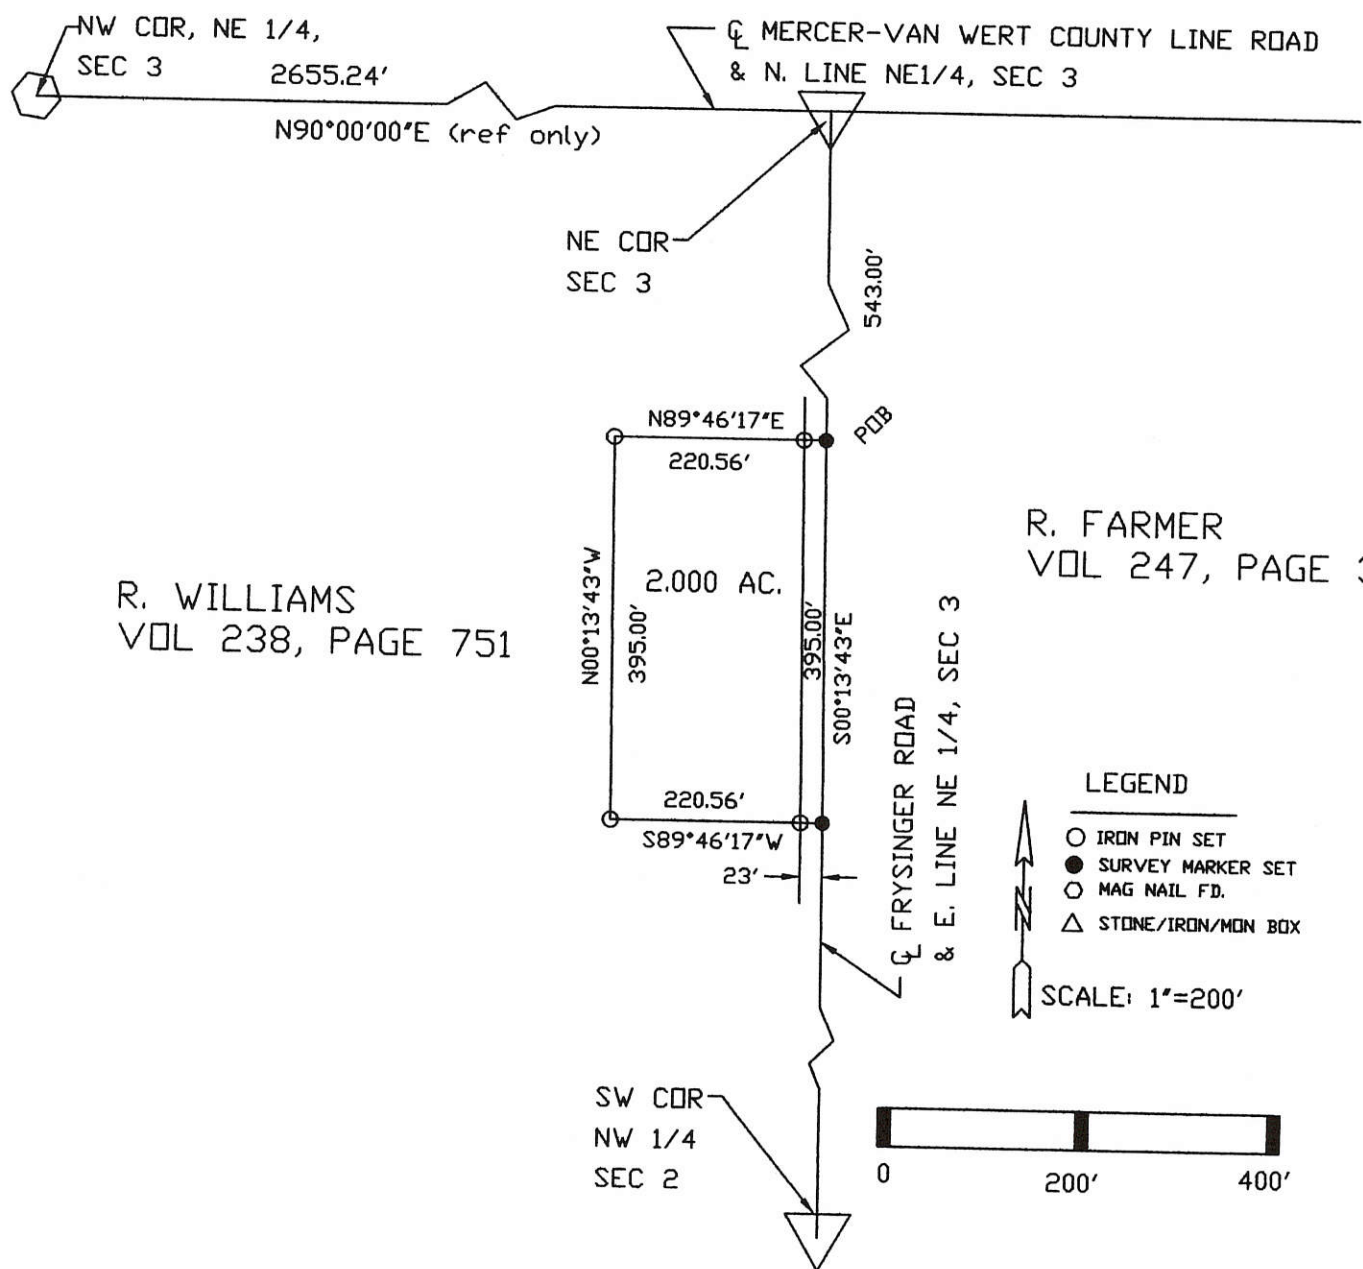 NW COR, NE 1/4,
SEC 3
2655.24'
N90°00'00"E (ref only)
℄ MERCER-VAN WERT COUNTY LINE ROAD
& N. LINE NE1/4, SEC 3
NE COR
SEC 3
543.00'
POB
N89°46'17"E
220.56'
R. FARMER
VOL 247, PAGE
R. WILLIAMS
VOL 238, PAGE 751
N00°13'43"W
395.00'
2.000 AC.
395.00'
S00°13'43"E
℄ FRYSINGER ROAD
& E. LINE NE 1/4, SEC 3
220.56'
S89°46'17"W
23'
LEGEND
IRON PIN SET
SURVEY MARKER SET
MAG NAIL FD.
STONE/IRON/MON BOX
N
SCALE: 1"=200'
SW COR
NW 1/4
SEC 2
0 200' 400'